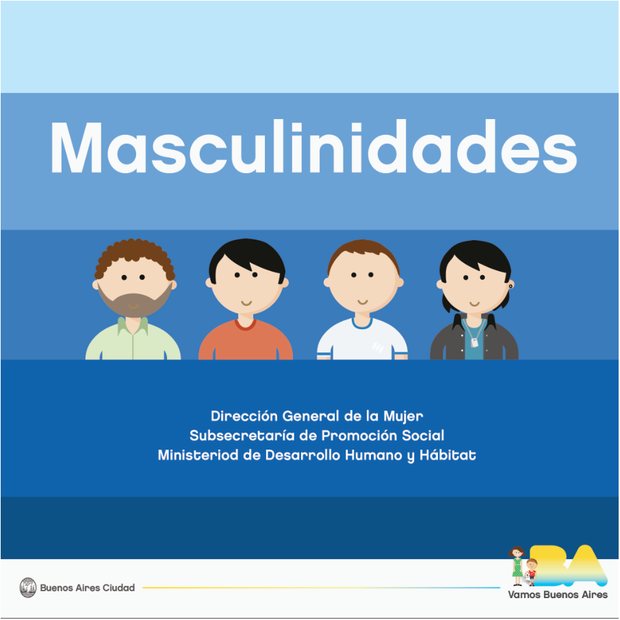 Masculinidades
Dirección General de la Mujer
Subsecretaría de Promoción Social
Ministeriod de Desarrollo Humano y Hábitat
BA
Buenos Aires Ciudad
Vamos Buenos Aires